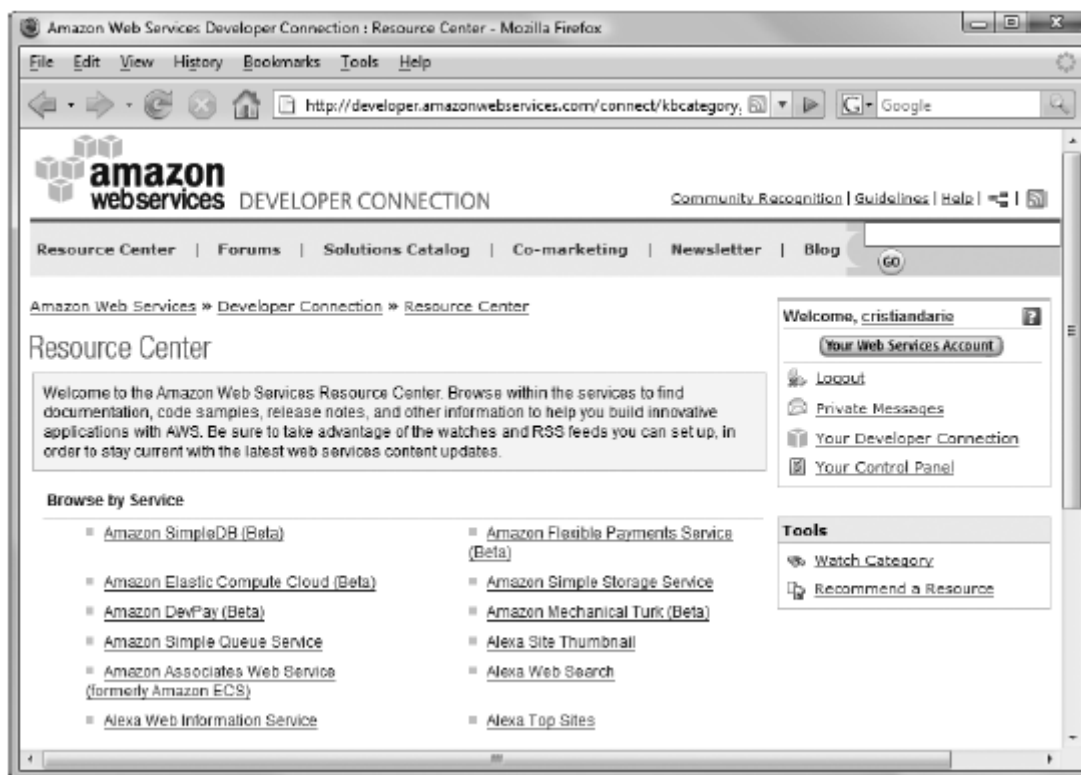 Amazon Web Services Developer Connection : Resource Center - Mozilla Firefox
File Edit View History Bookmarks Tools Help
http://developer.amazonwebservices.com/connect/kbcategory.
G Google
amazon
webservices DEVELOPER CONNECTION
Community Recognition | Guidelines | Help |
Resource Center | Forums | Solutions Catalog | Co-marketing | Newsletter | Blog
GO
Amazon Web Services » Developer Connection » Resource Center
Resource Center
Welcome to the Amazon Web Services Resource Center. Browse within the services to find
documentation, code samples, release notes, and other information to help you build innovative
applications with AWS. Be sure to take advantage of the watches and RSS feeds you can set up, in
order to stay current with the latest web services content updates.
Browse by Service
Amazon SimpleDB (Beta)
Amazon Elastic Compute Cloud (Beta)
Amazon DevPay (Beta)
Amazon Simple Queue Service
Amazon Associates Web Service
(formerly Amazon ECS)
Alexa Web Information Service
Amazon Flexible Payments Service
(Beta)
Amazon Simple Storage Service
Amazon Mechanical Turk (Beta)
Alexa Site Thumbnail
Alexa Web Search
Alexa Top Sites
Welcome, cristiandarie ?
Your Web Services Account
Logout
Private Messages
Your Developer Connection
Your Control Panel
Tools
Watch Category
Recommend a Resource